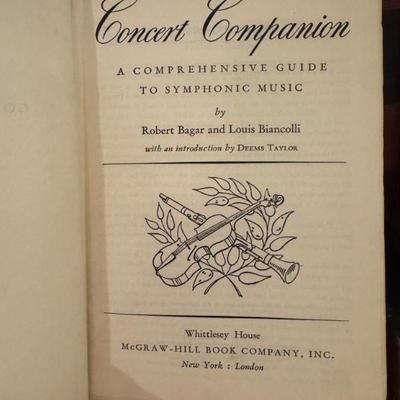 Concert Companion
A COMPREHENSIVE GUIDE
TO SYMPHONIC MUSIC
by
Robert Bagar and Louis Biancolli
with an introduction by DEEMS TAYLOR
Whittlesey House
McGRAW-HILL BOOK COMPANY, INC.
New York : London